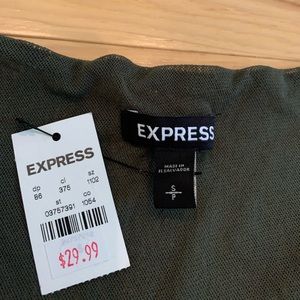 EXPRESS
MADE IN
EL SALVADOR
S
P
EXPRESS
dp cl sz
86 375 1102
st co
03757391 1054
$29.99